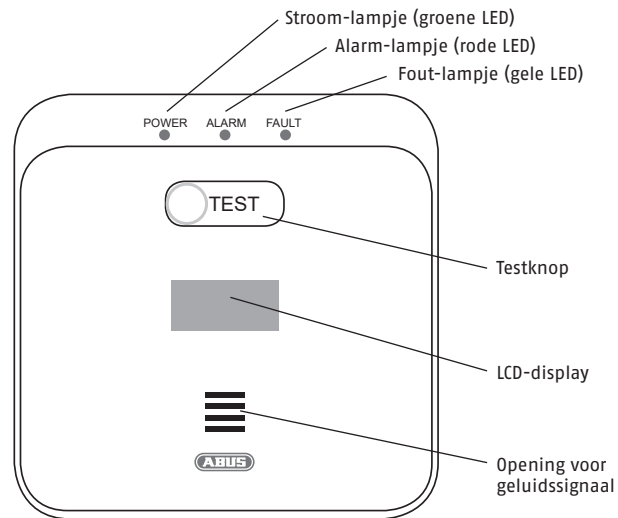 Stroom-lampje (groene LED)
Alarm-lampje (rode LED)
Fout-lampje (gele LED)
POWER ALARM FAULT
TEST
Testknop
LCD-display
ABUS
Opening voor
geluidssignaal